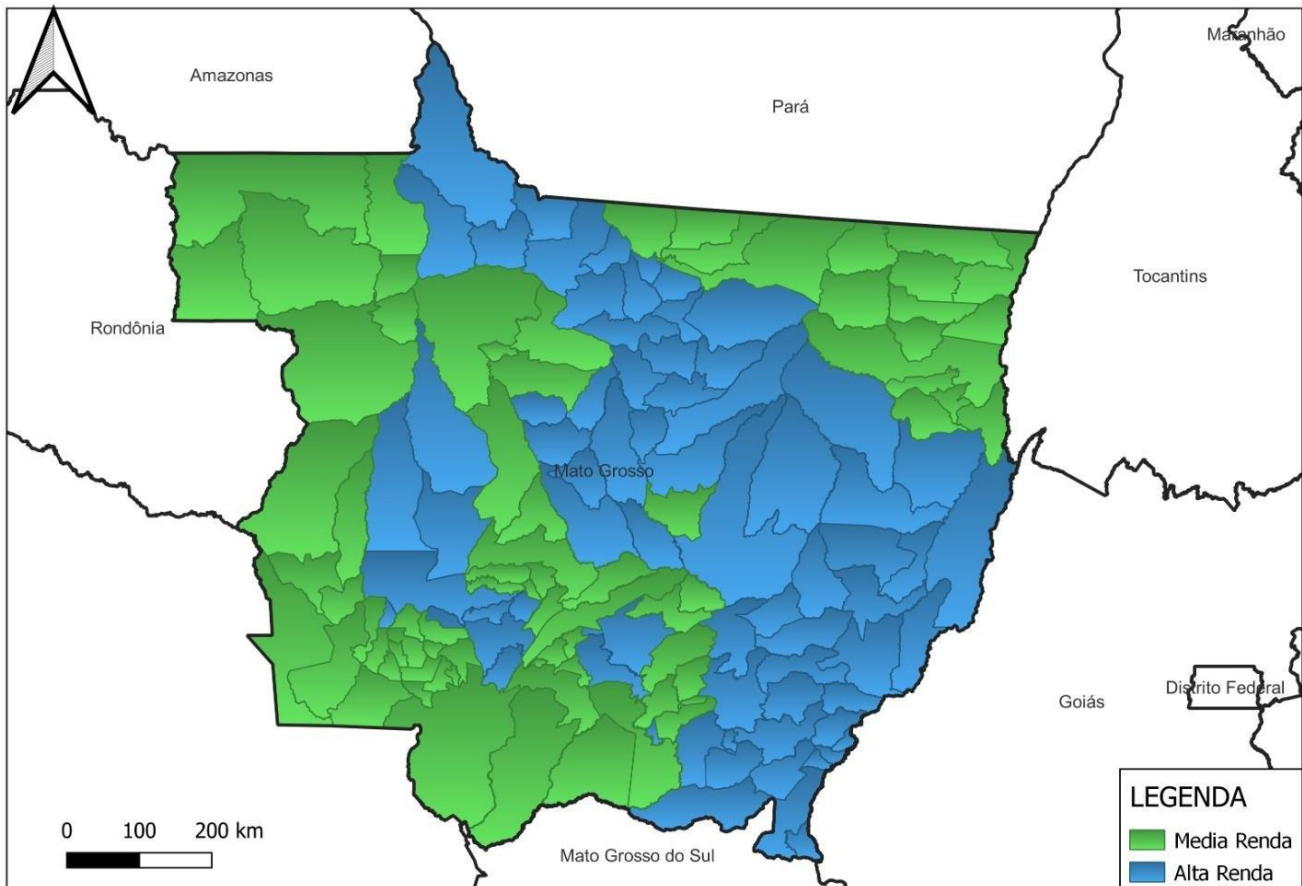 Maranhão
Amazonas
Pará
Tocantins
Rondônia
Mato Grosso
Distrito Federal
Goiás
LEGENDA
Media Renda
Alta Renda
0 100 200 km
Mato Grosso do Sul